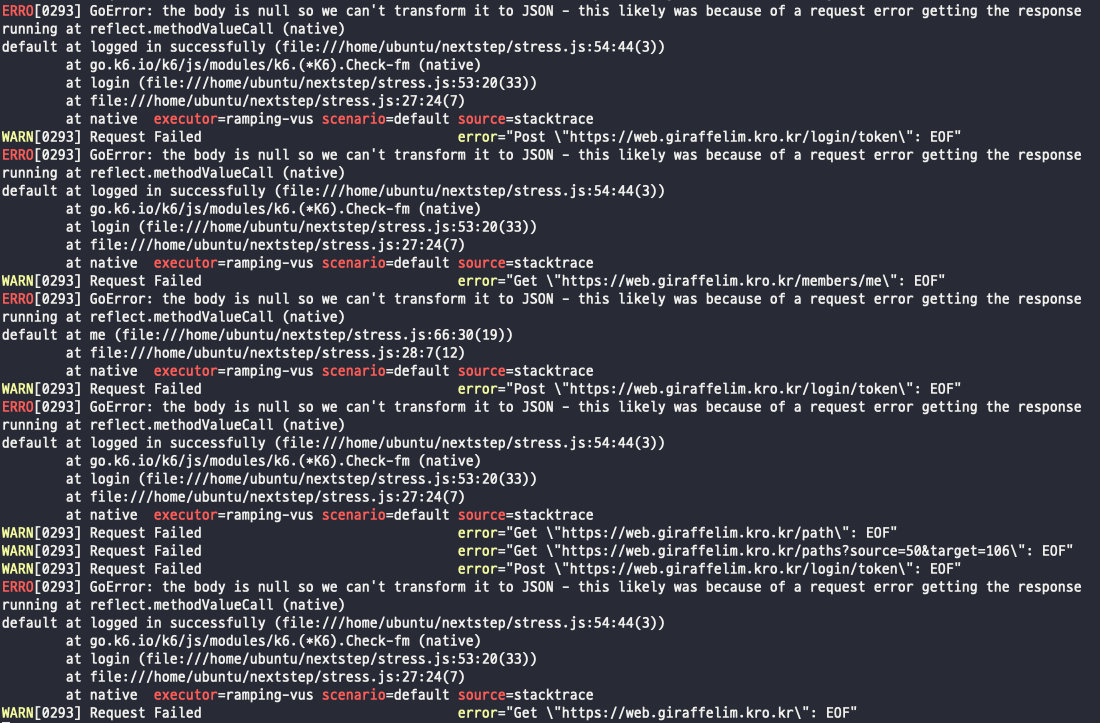 ERRO[0293] GoError: the body is null so we can't transform it to JSON - this likely was because of a request error getting the response
running at reflect.methodValueCall (native)
default at logged in successfully (file:///home/ubuntu/nextstep/stress.js:54:44(3))
at go.k6.io/k6/js/modules/k6.(*K6).Check-fm (native)
at login (file:///home/ubuntu/nextstep/stress.js:53:20(33))
at file:///home/ubuntu/nextstep/stress.js:27:24(7)
at native executor=ramping-vus scenario=default source=stacktrace
WARN[0293] Request Failed error="Post \"https://web.giraffelim.kro.kr/login/token\": EOF"
ERRO[0293] GoError: the body is null so we can't transform it to JSON - this likely was because of a request error getting the response
running at reflect.methodValueCall (native)
default at logged in successfully (file:///home/ubuntu/nextstep/stress.js:54:44(3))
at go.k6.io/k6/js/modules/k6.(*K6).Check-fm (native)
at login (file:///home/ubuntu/nextstep/stress.js:53:20(33))
at file:///home/ubuntu/nextstep/stress.js:27:24(7)
at native executor=ramping-vus scenario=default source=stacktrace
WARN[0293] Request Failed error="Get \"https://web.giraffelim.kro.kr/members/me\": EOF"
ERRO[0293] GoError: the body is null so we can't transform it to JSON - this likely was because of a request error getting the response
running at reflect.methodValueCall (native)
default at me (file:///home/ubuntu/nextstep/stress.js:66:30(19))
at file:///home/ubuntu/nextstep/stress.js:28:7(12)
at native executor=ramping-vus scenario=default source=stacktrace
WARN[0293] Request Failed error="Post \"https://web.giraffelim.kro.kr/login/token\": EOF"
ERRO[0293] GoError: the body is null so we can't transform it to JSON - this likely was because of a request error getting the response
running at reflect.methodValueCall (native)
default at logged in successfully (file:///home/ubuntu/nextstep/stress.js:54:44(3))
at go.k6.io/k6/js/modules/k6.(*K6).Check-fm (native)
at login (file:///home/ubuntu/nextstep/stress.js:53:20(33))
at file:///home/ubuntu/nextstep/stress.js:27:24(7)
at native executor=ramping-vus scenario=default source=stacktrace
WARN[0293] Request Failed error="Get \"https://web.giraffelim.kro.kr/path\": EOF"
WARN[0293] Request Failed error="Get \"https://web.giraffelim.kro.kr/paths?source=50&target=106\": EOF"
WARN[0293] Request Failed error="Post \"https://web.giraffelim.kro.kr/login/token\": EOF"
ERRO[0293] GoError: the body is null so we can't transform it to JSON - this likely was because of a request error getting the response
running at reflect.methodValueCall (native)
default at logged in successfully (file:///home/ubuntu/nextstep/stress.js:54:44(3))
at go.k6.io/k6/js/modules/k6.(*K6).Check-fm (native)
at login (file:///home/ubuntu/nextstep/stress.js:53:20(33))
at file:///home/ubuntu/nextstep/stress.js:27:24(7)
at native executor=ramping-vus scenario=default source=stacktrace
WARN[0293] Request Failed error="Get \"https://web.giraffelim.kro.kr\": EOF"